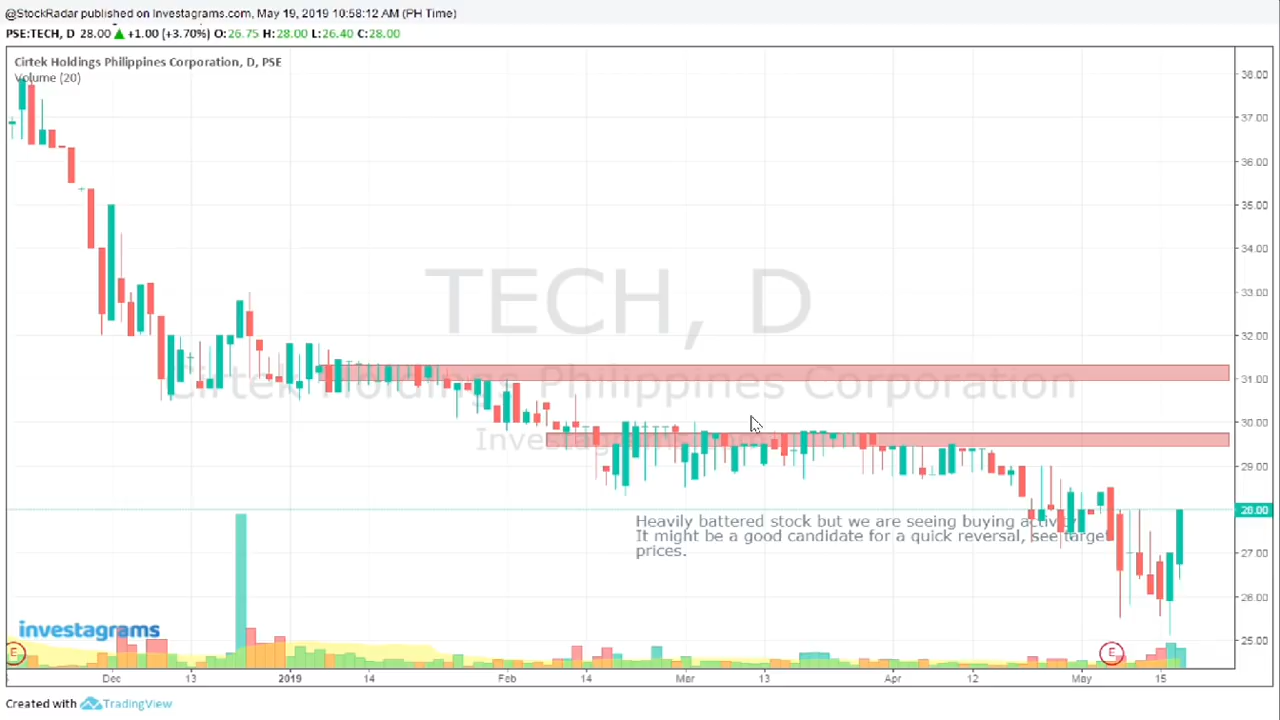 @StockRadar published on Investagrams.com, May 19, 2019 10:58:12 AM (PH Time)
PSE:TECH, D 28.00 ▲ +1.00 (+3.70%) O:26.75 H:28.00 L:26.40 C:28.00
Cirtek Holdings Philippines Corporation, D, PSE
Volume (20)
38.00
37.00
36.00
35.00
34.00
33.00
32.00
31.00
30.00
29.00
28.00
27.00
26.00
25.00
TECH, D
Cirtek Holdings Philippines Corporation
Investagrams.com
Heavily battered stock but we are seeing buying activity.
It might be a good candidate for a quick reversal, see target
prices.
investagrams
E
E
Dec 13 2019 14 Feb 14 Mar 13 Apr 12 May 15
Created with TradingView